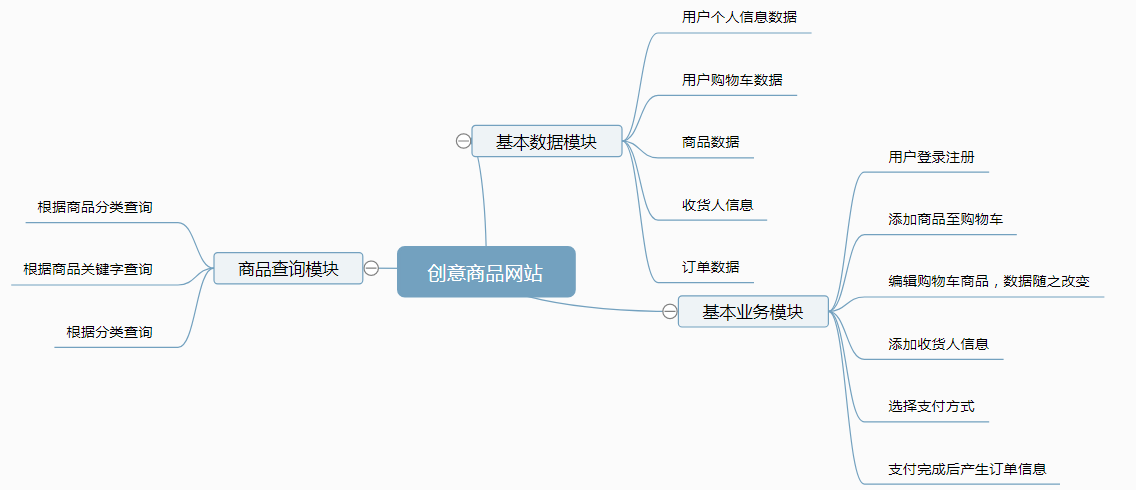 创意商品网站
基本数据模块
用户个人信息数据
用户购物车数据
商品数据
收货人信息
订单数据
基本业务模块
用户登录注册
添加商品至购物车
编辑购物车商品，数据随之改变
添加收货人信息
选择支付方式
支付完成后产生订单信息
商品查询模块
根据商品分类查询
根据商品关键字查询
根据分类查询